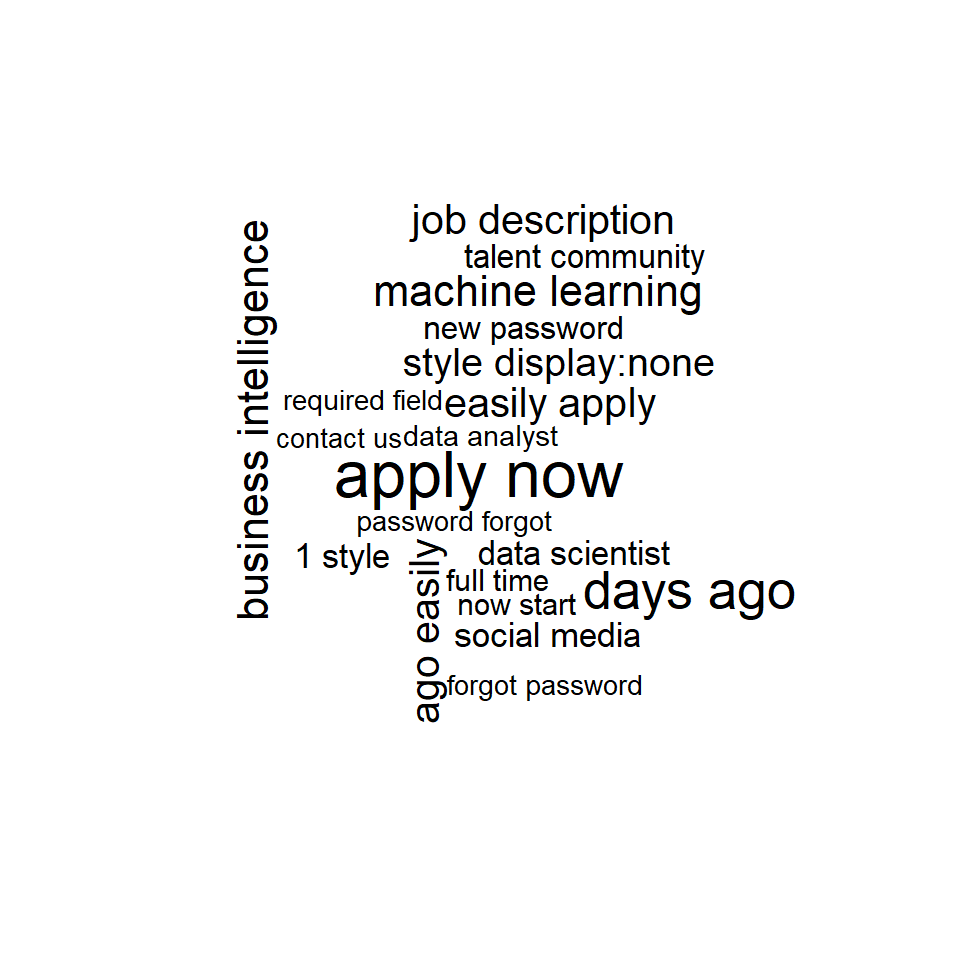 job description
talent community
machine learning
new password
style display:none
business intelligence
required field
easily apply
contact us
data analyst
apply now
password forgot
1 style
ago easily
data scientist
full time
days ago
now start
social media
forgot password